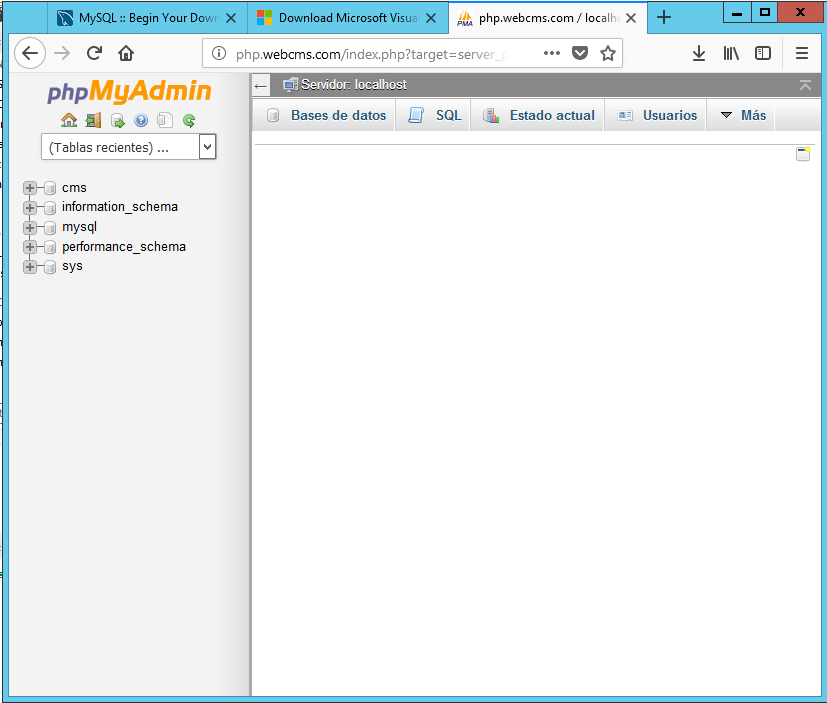 MySQL :: Begin Your Down
Download Microsoft Visua
php.webcms.com / localh
php.webcms.com/index.php?target=server_p
phpMyAdmin
Servidor: localhost
Bases de datos
SQL
Estado actual
Usuarios
Más
(Tablas recientes) ...
cms
information_schema
mysql
performance_schema
sys